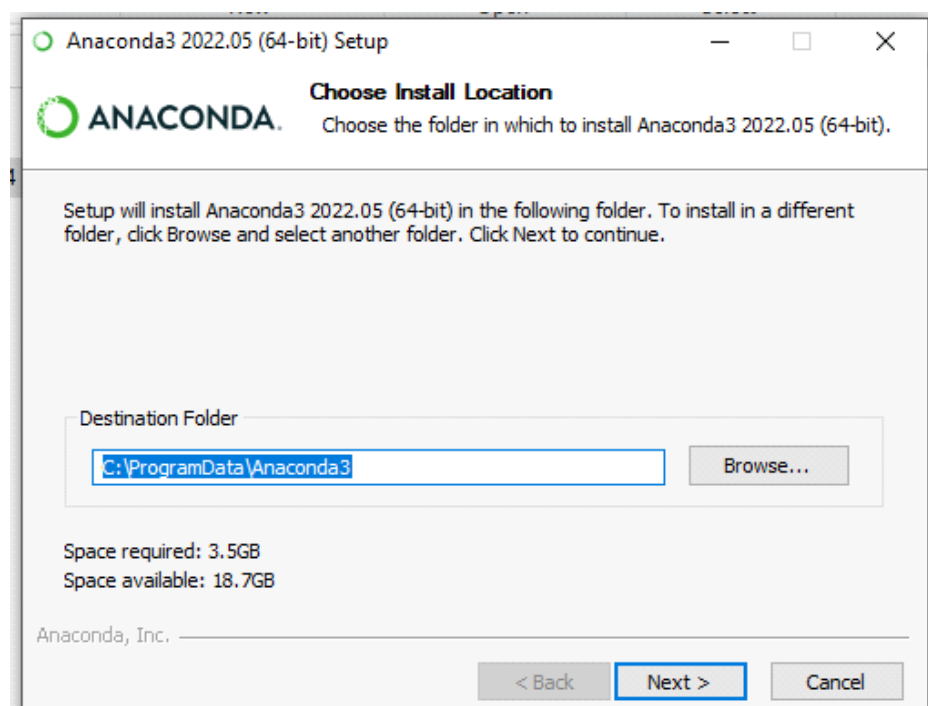 Anaconda3 2022.05 (64-bit) Setup
ANACONDA.
Choose Install Location
Choose the folder in which to install Anaconda3 2022.05 (64-bit).
Setup will install Anaconda3 2022.05 (64-bit) in the following folder. To install in a different
folder, click Browse and select another folder. Click Next to continue.
Destination Folder
C:\ProgramData\Anaconda3
Browse...
Space required: 3.5GB
Space available: 18.7GB
Anaconda, Inc.
< Back
Next >
Cancel